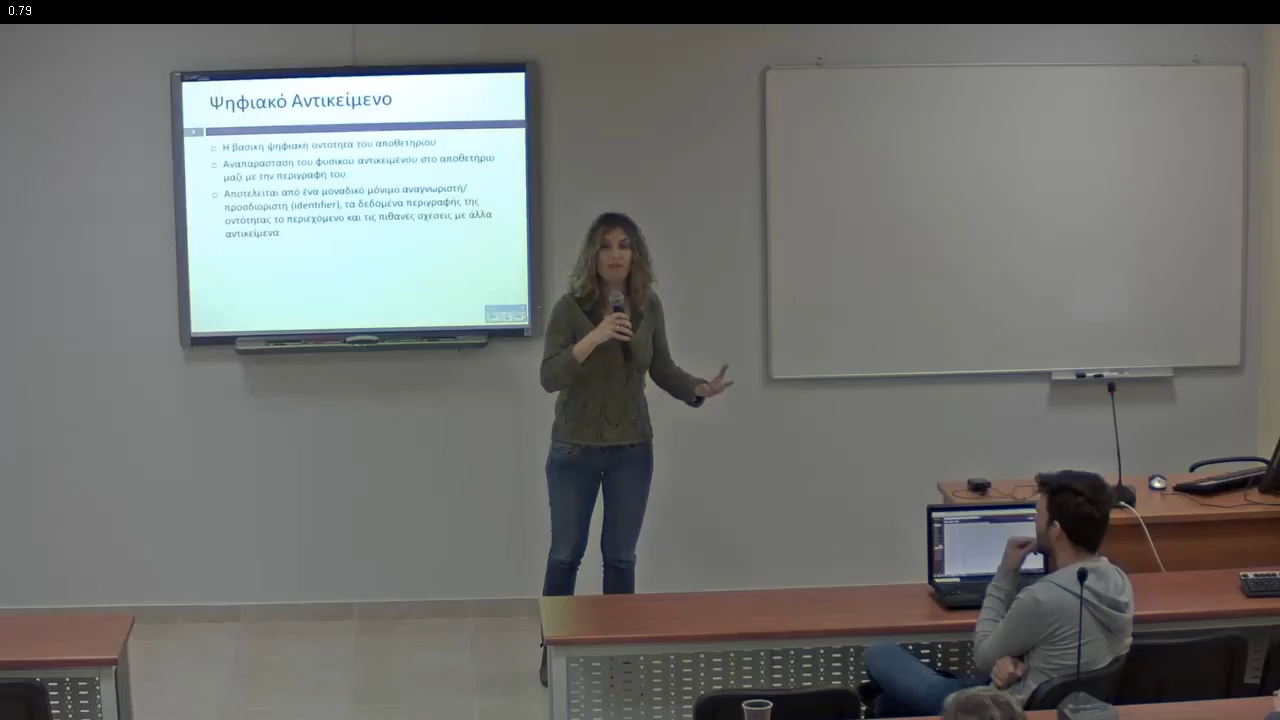 0.79
Ψηφιακό Αντικείμενο
Η βασική ψηφιακή οντότητα του αποθετηρίου
Αναπαράσταση του φυσικού αντικειμένου στο αποθετήριο
μαζί με την περιγραφή του.
Αποτελείται από ένα μοναδικό μόνιμο αναγνωριστή/
προσδιοριστή (identifier), τα δεδομένα περιγραφής της
οντότητας το περιεχόμενο και τις πιθανές σχέσεις με άλλα
αντικείμενα